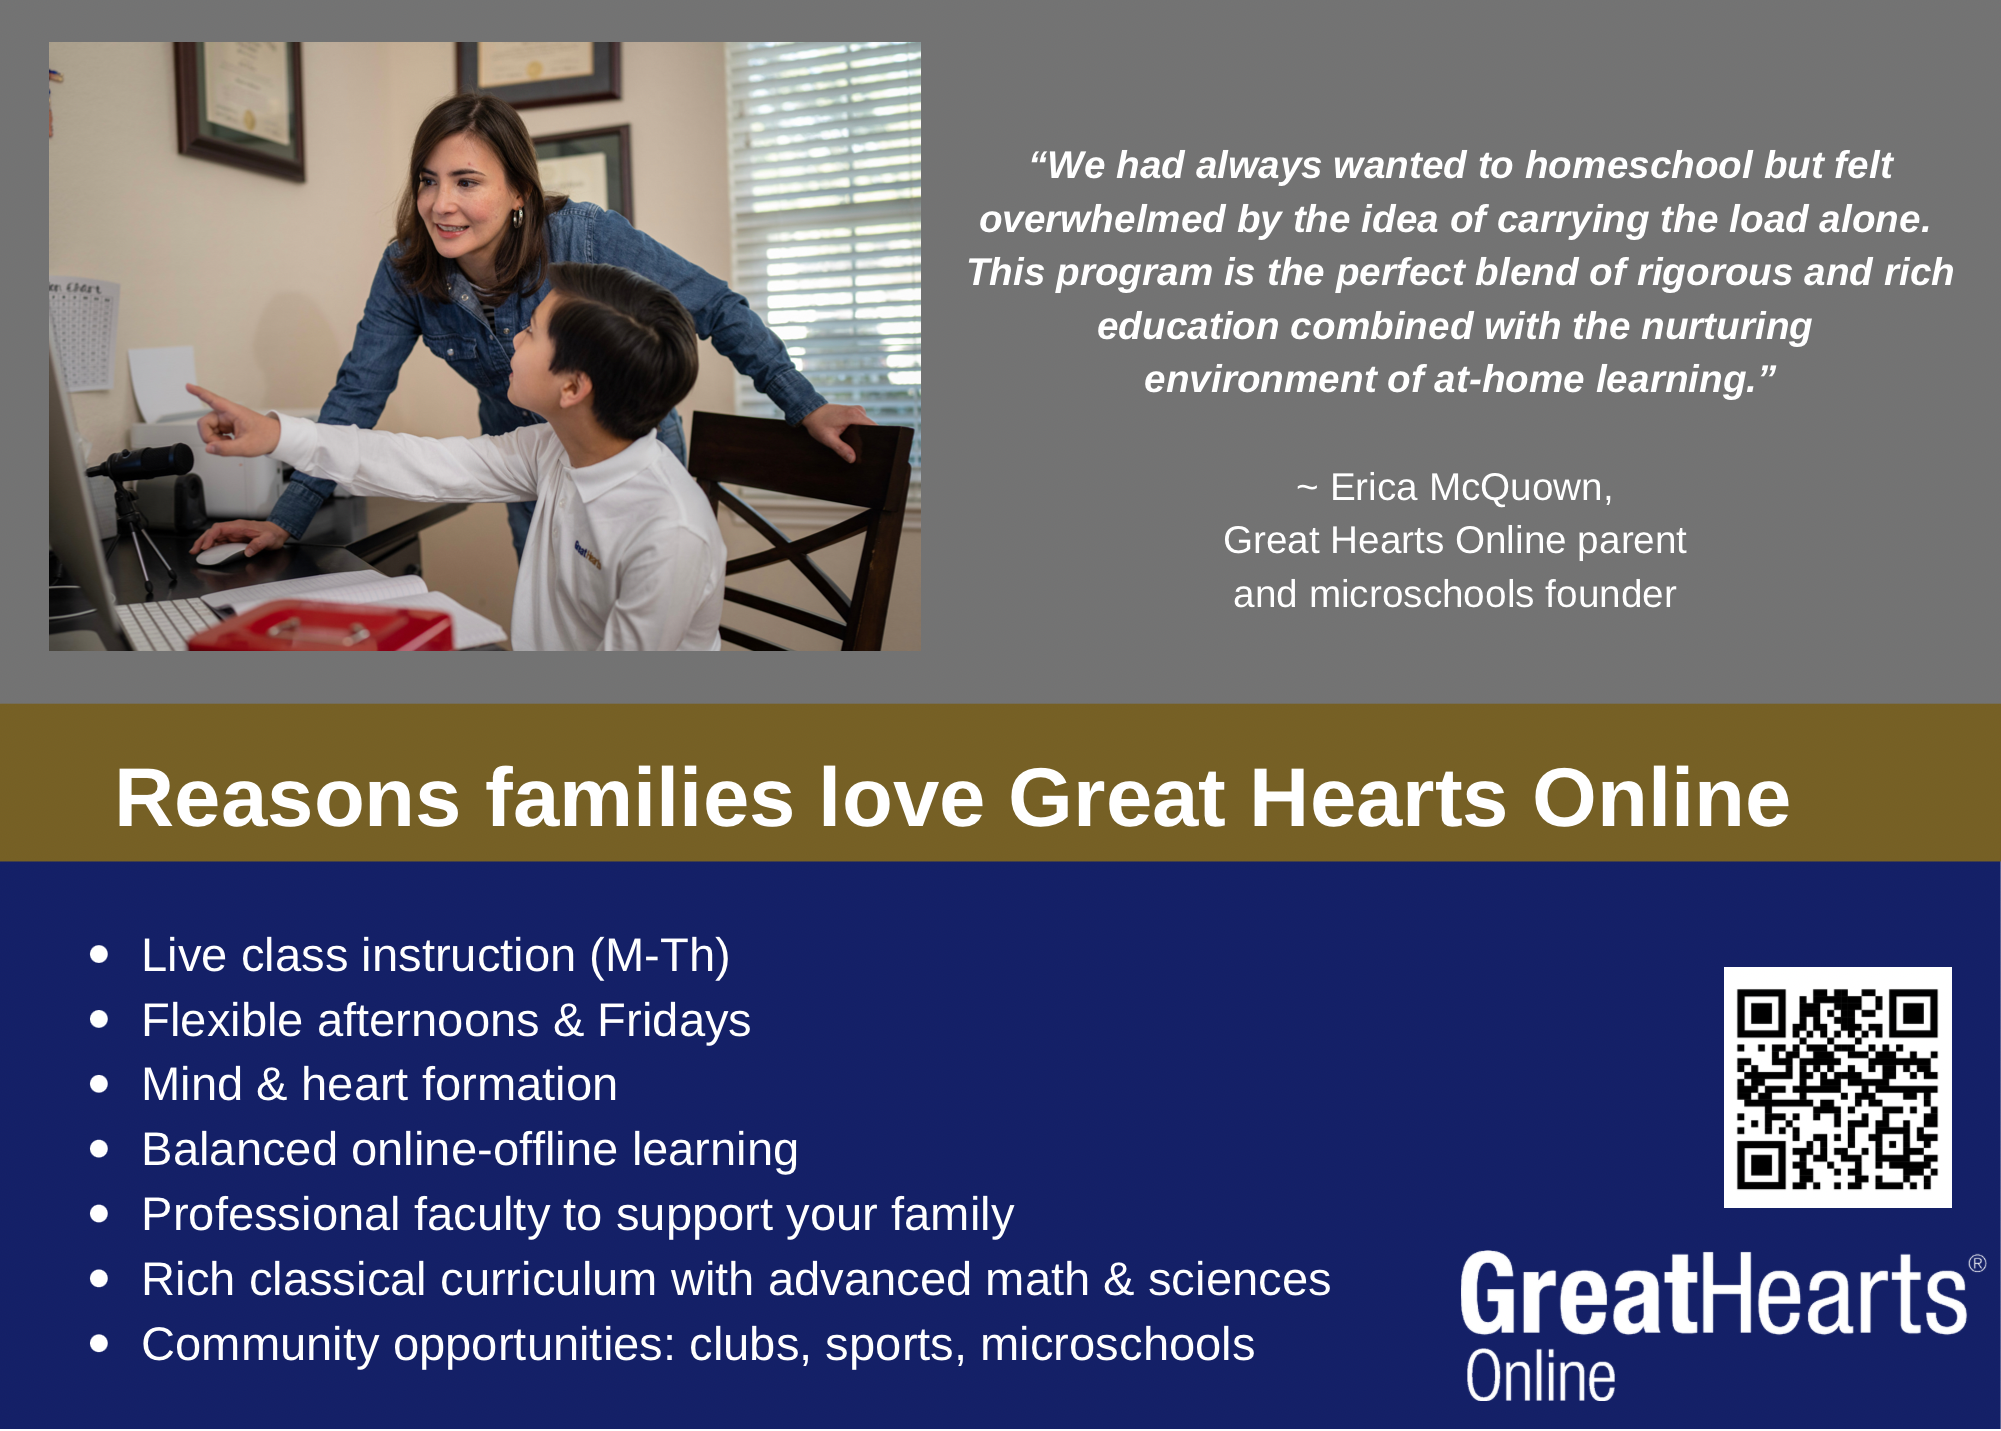 “We had always wanted to homeschool but felt
overwhelmed by the idea of carrying the load alone.
This program is the perfect blend of rigorous and rich
education combined with the nurturing
environment of at-home learning.”
~ Erica McQuown,
Great Hearts Online parent
and microschools founder
Chart
GreatHearts
Reasons families love Great Hearts Online
• Live class instruction (M-Th)
• Flexible afternoons & Fridays
• Mind & heart formation
• Balanced online-offline learning
• Professional faculty to support your family
• Rich classical curriculum with advanced math & sciences
• Community opportunities: clubs, sports, microschools
GreatHearts®
Online